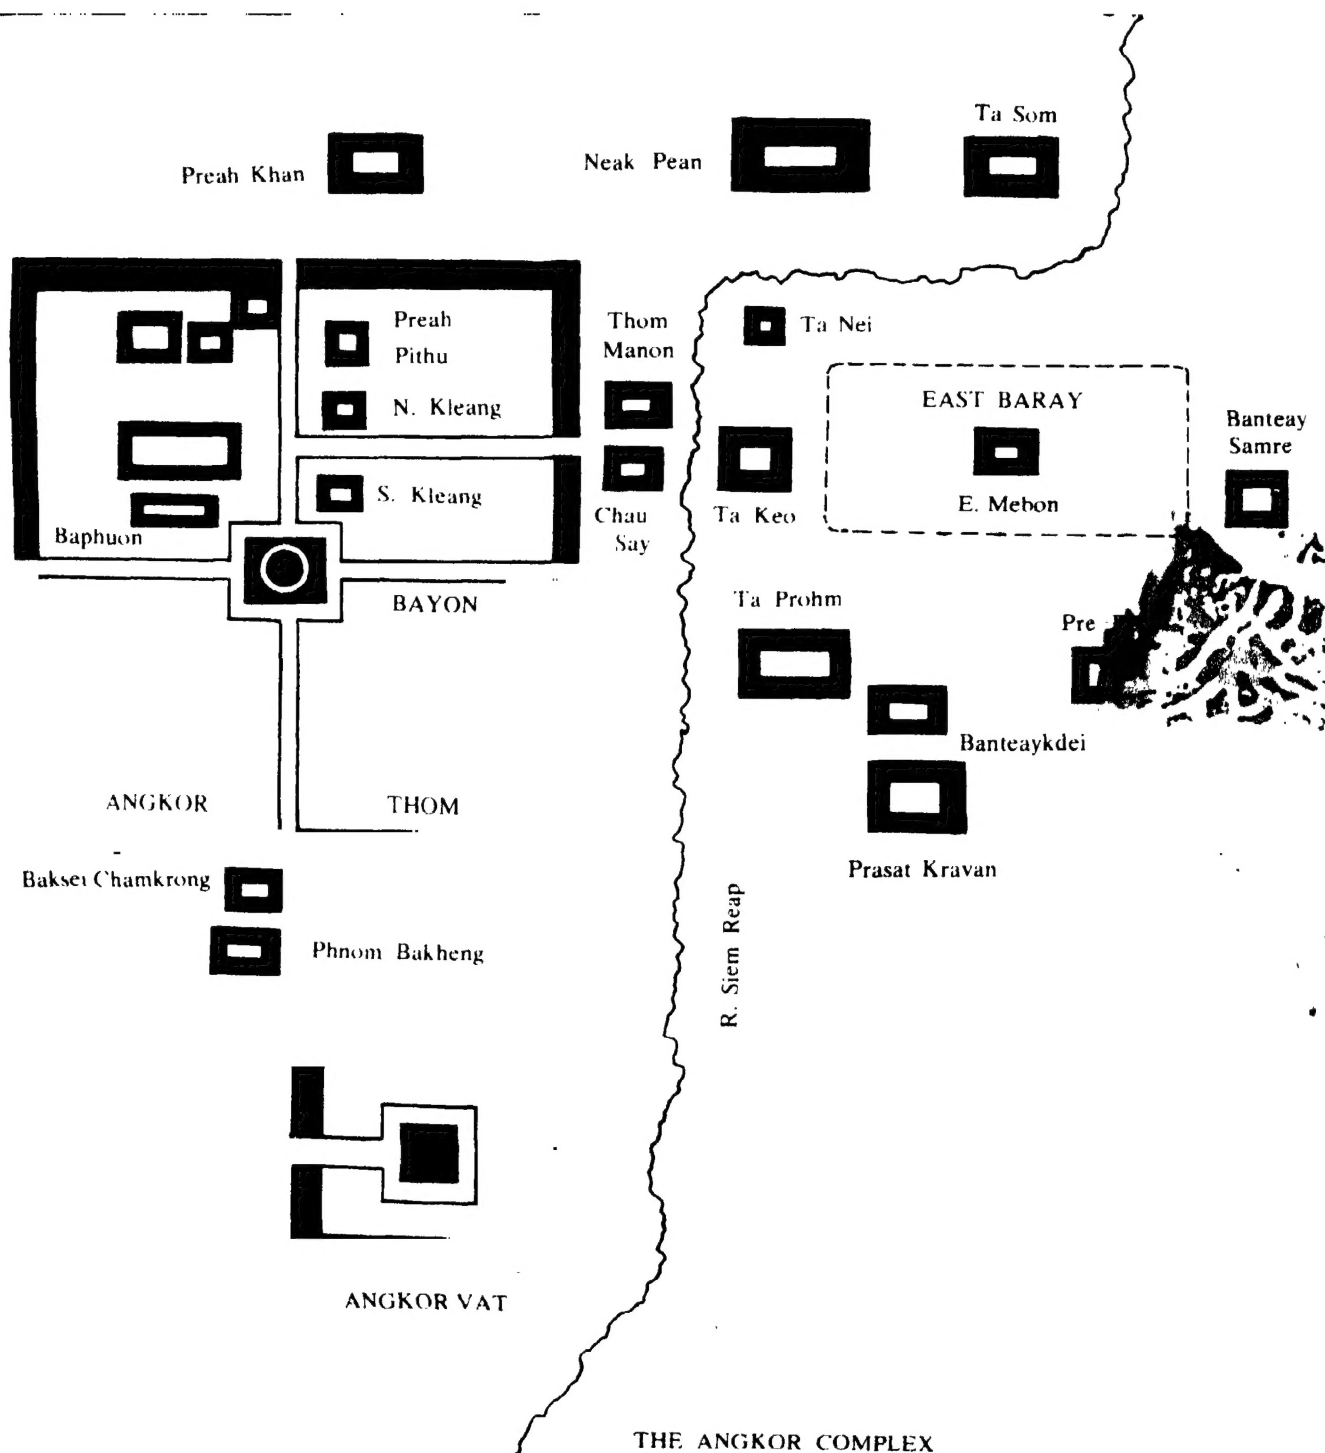 Ta Som
Preah Khan
Neak Pean
Preah
Pithu
Thom
Manon
Ta Nei
N. Kleang
EAST BARAY
Banteay
Samre
S. Kleang
Chau
Say
Ta Keo
E. Mebon
Baphuon
BAYON
Ta Prohm
Pre
Banteaykdei
ANGKOR THOM
Baksei Chamkrong
Prasat Kravan
Phnom Bakheng
R. Siem Reap
ANGKOR VAT
THE ANGKOR COMPLEX